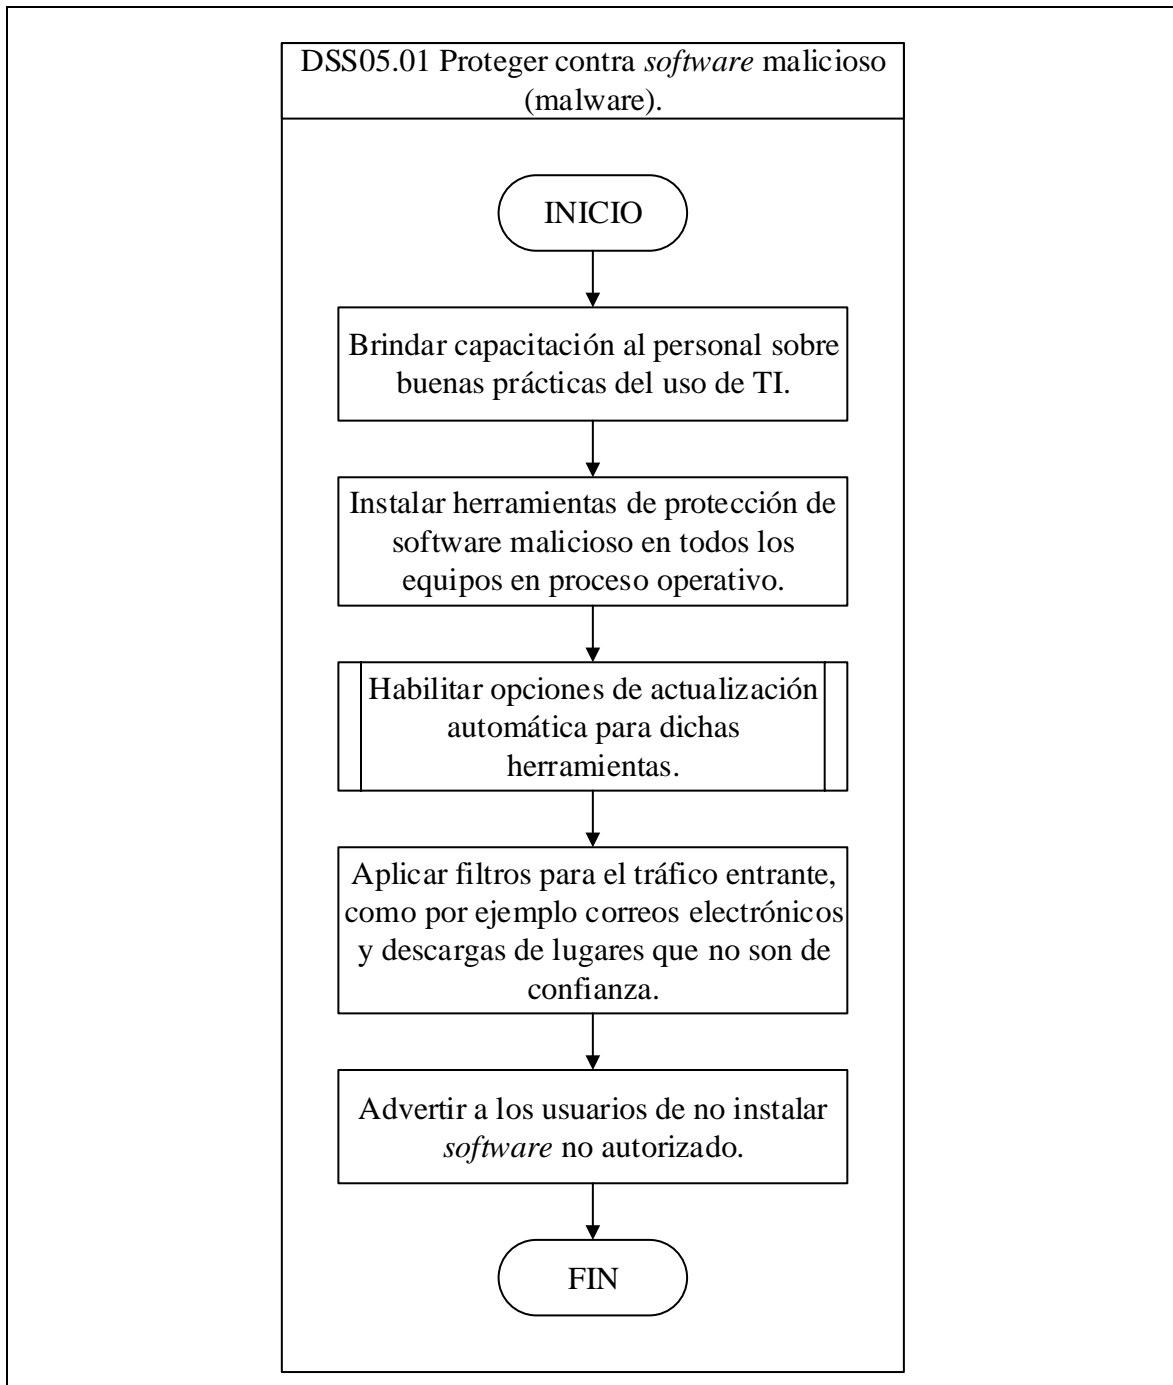 DSS05.01 Proteger contra software malicioso
(malware).
INICIO
Brindar capacitación al personal sobre
buenas prácticas del uso de TI.
Instalar herramientas de protección de
software malicioso en todos los
equipos en proceso operativo.
Habilitar opciones de actualización
automática para dichas
herramientas.
Aplicar filtros para el tráfico entrante,
como por ejemplo correos electrónicos
y descargas de lugares que no son de
confianza.
Advertir a los usuarios de no instalar
software no autorizado.
FIN